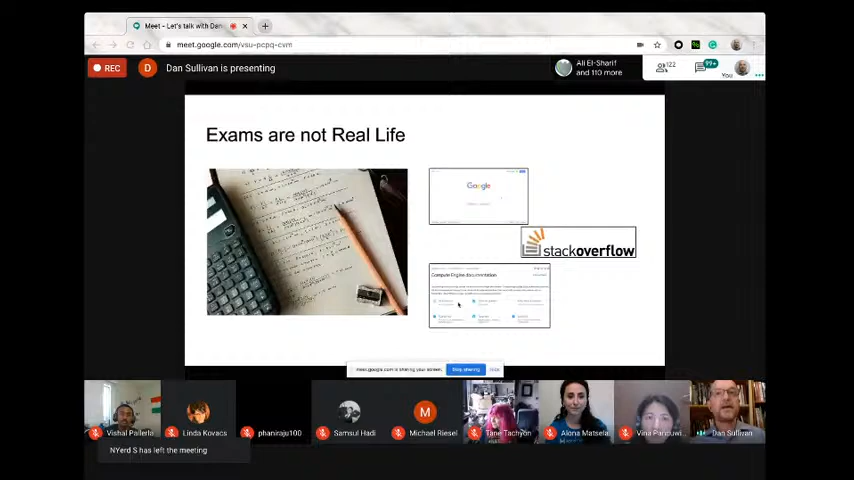 Meet - Let's talk with Dan
meet.google.com/vsu-pcpq-cvm
REC
D
Dan Sullivan is presenting
Ali El-Sharif
and 110 more
122
99+
You
Exams are not Real Life
Google
stackoverflow
Compute Engine documentation
meet.google.com is sharing your screen.
Stop sharing
Hide
M
Vishal Pallerla
Linda Kovacs
phaniraju100
Samsul Hadi
Michael Riesel
Tane Tachyon
Alona Matsela
Dan Sullivan
NYerd S has left the meeting